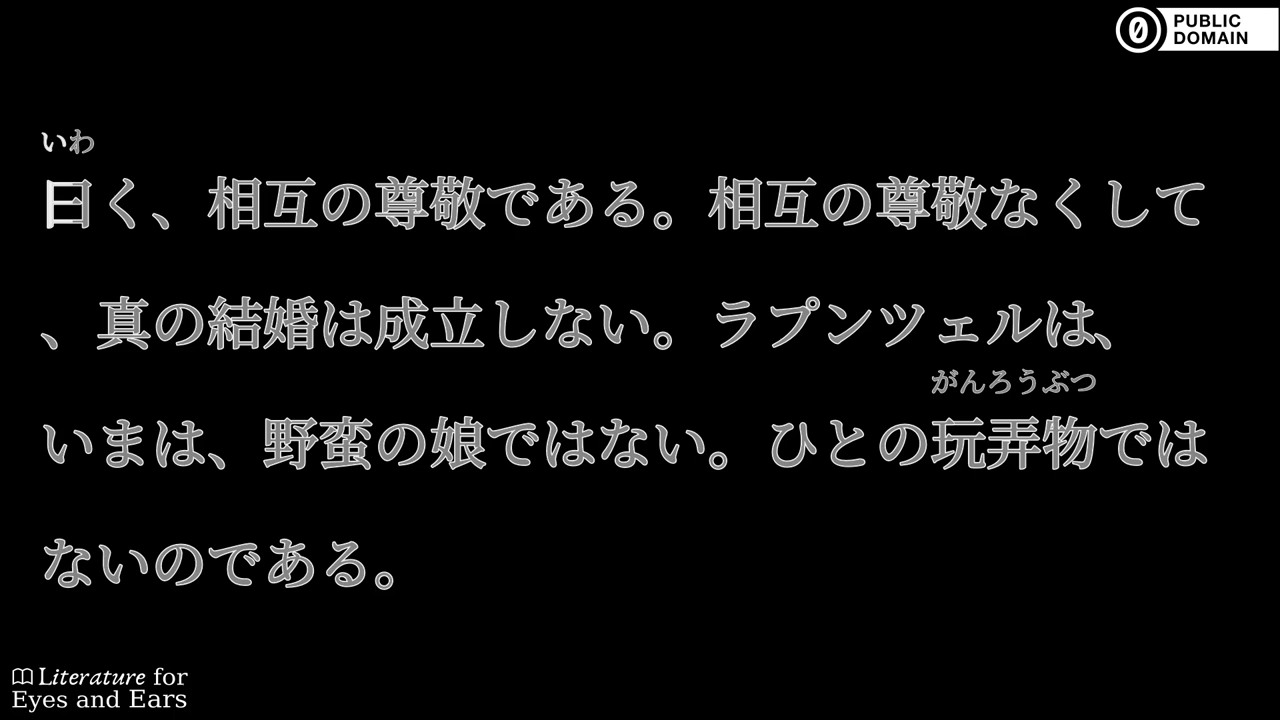 PUBLIC
DOMAIN
いわ
曰く、相互の尊敬である。相互の尊敬なくして
、真の結婚は成立しない。ラプンツェルは、
がんろうぶつ
いまは、野蛮の娘ではない。ひとの玩弄物では
ないのである。
Literature for
Eyes and Ears